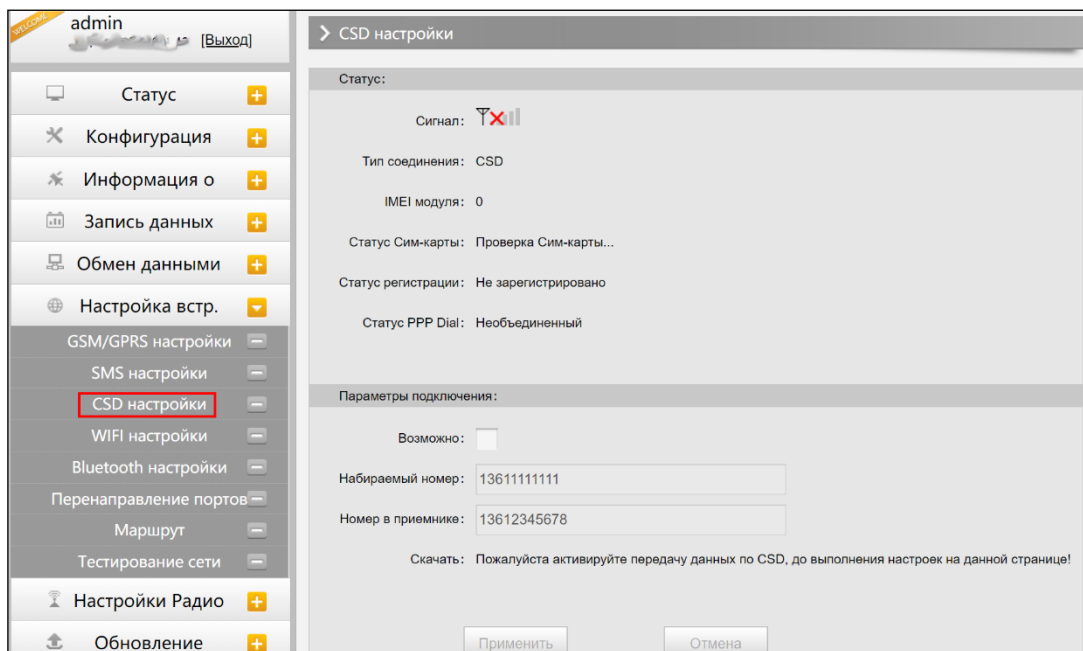 WELCOME
admin
[Выход]
Статус
Конфигурация
Информация о
Запись данных
Обмен данными
Настройка встр.
GSM/GPRS настройки
SMS настройки
CSD настройки
WIFI настройки
Bluetooth настройки
Перенаправление портов
Маршрут
Тестирование сети
Настройки Радио
Обновление
CSD настройки
Статус:
Сигнал:
Тип соединения: CSD
IMEI модуля: 0
Статус Сим-карты: Проверка Сим-карты...
Статус регистрации: Не зарегистрировано
Статус PPP Dial: Необъединенный
Параметры подключения:
Возможно:
Набираемый номер: 13611111111
Номер в приемнике: 13612345678
Скачать: Пожалуйста активируйте передачу данных по CSD, до выполнения настроек на данной странице!
Применить Отмена